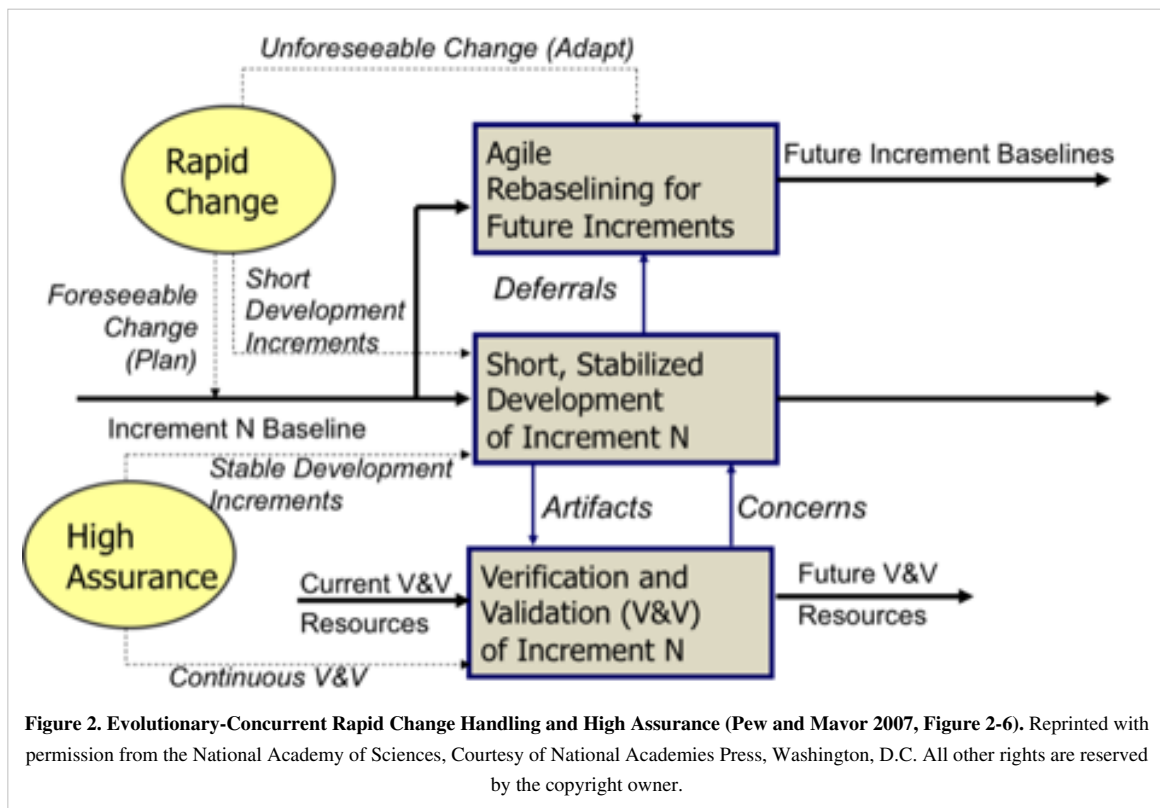 Unforeseeable Change (Adapt)
Rapid
Change
Agile
Rebaselining for
Future Increments
Future Increment Baselines
Foreseeable
Change
(Plan)
Short
Development
Increments
Deferrals
Short, Stabilized
Development
of Increment N
Increment N Baseline
Stable Development
Increments
High
Assurance
Artifacts
Concerns
Current V&V
Resources
Verification and
Validation (V&V)
of Increment N
Future V&V
Resources
Continuous V&V
Figure 2. Evolutionary-Concurrent Rapid Change Handling and High Assurance (Pew and Mavor 2007, Figure 2-6). Reprinted with
permission from the National Academy of Sciences, Courtesy of National Academies Press, Washington, D.C. All other rights are reserved
by the copyright owner.